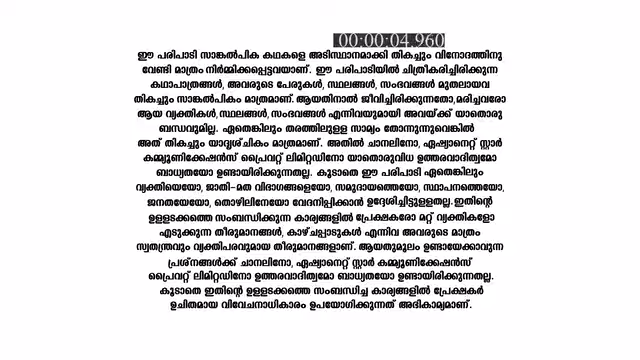 00:00:04.960
ഈ പരിപാടി സാങ്കൽപിക കഥകളെ അടിസ്ഥാനമാക്കി തികച്ചും വിനോദത്തിനു
വേണ്ടി മാത്രം നിർമ്മിക്കപ്പെട്ടവയാണ്. ഈ പരിപാടിയിൽ ചിത്രീകരിച്ചിരിക്കുന്ന
കഥാപാത്രങ്ങൾ, അവരുടെ പേരുകൾ, സ്ഥലങ്ങൾ, സംഭവങ്ങൾ മുതലായവ
തികച്ചും സാങ്കൽപികം മാത്രമാണ്. ആയതിനാൽ ജീവിച്ചിരിക്കുന്നതോ,മരിച്ചവരോ
ആയ വ്യക്തികൾ,സ്ഥലങ്ങൾ,സംഭവങ്ങൾ എന്നിവയുമായി അവയ്ക്ക് യാതൊരു
ബന്ധവുമില്ല. ഏതെങ്കിലും തരത്തിലുളള സാമ്യം തോന്നുന്നുവെങ്കിൽ
അത് തികച്ചും യാദൃശ്ചികം മാത്രമാണ്. അതിൽ ചാനലിനോ, ഏഷ്യാനെറ്റ് സ്റ്റാർ
കമ്മ്യൂണിക്കേഷൻസ് പ്രൈവറ്റ് ലിമിറ്റഡിനോ യാതൊരുവിധ ഉത്തരവാദിത്വമോ
ബാധ്യതയോ ഉണ്ടായിരിക്കുന്നതല്ല. കൂടാതെ ഈ പരിപാടി ഏതെങ്കിലും
വ്യക്തിയെയോ, ജാതി-മത വിഭാഗങ്ങളെയോ, സമുദായത്തെയോ, സ്ഥാപനത്തെയോ,
ജനതയേയോ, തൊഴിലിനേയോ വേദനിപ്പിക്കാൻ ഉദ്ദേശിച്ചിട്ടുളളതല്ല.ഇതിന്റെ
ഉളളടക്കത്തെ സംബന്ധിക്കുന്ന കാര്യങ്ങളിൽ പ്രേക്ഷകരോ മറ്റ് വ്യക്തികളോ
എടുക്കുന്ന തീരുമാനങ്ങൾ, കാഴ്ചപ്പാടുകൾ എന്നിവ അവരുടെ മാത്രം
സ്വതന്ത്രവും വ്യക്തിപരവുമായ തീരുമാനങ്ങളാണ്. ആയതുമൂലം ഉണ്ടായേക്കാവുന്ന
പ്രശ്നങ്ങൾക്ക് ചാനലിനോ, ഏഷ്യാനെറ്റ് സ്റ്റാർ കമ്മ്യൂണിക്കേഷൻസ്
പ്രൈവറ്റ് ലിമിറ്റഡിനോ ഉത്തരവാദിത്വമോ ബാധ്യതയോ ഉണ്ടായിരിക്കുന്നതല്ല.
കൂടാതെ ഇതിന്റെ ഉളളടക്കത്തെ സംബന്ധിച്ച കാര്യങ്ങളിൽ പ്രേക്ഷകർ
ഉചിതമായ വിവേചനാധികാരം ഉപയോഗിക്കുന്നത് അഭികാമ്യമാണ്.